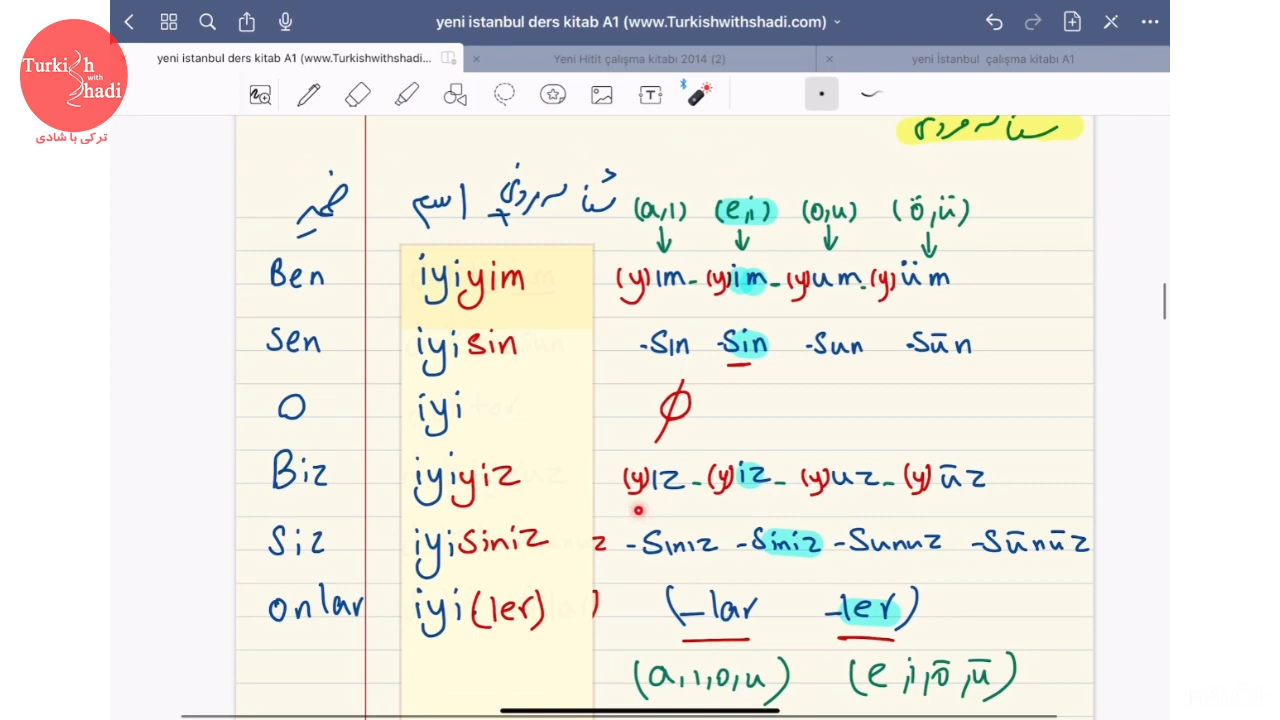 yeni istanbul ders kitab A1 (www.Turkishwithshadi.com)
yeni istanbul ders kitab A1 (www.Turkishwithshadi...
Yeni Hitit çalışma kitabı 2014 (2)
yeni İstanbul çalışma kitabı A1
Turkish with Shadi
ترکی با شادی
ضمیر اسم + شناسه مردی (a,ı) (e,i) (o,u) (ö,ü)
Ben iyiyim (y)ım - (y)im - (y)um - (y)üm
Sen iyisin -sın -sin -sun -sün
O iyi ϕ
Biz iyiyiz (y)ız - (y)iz - (y)uz - (y)üz
Siz iyisiniz z -sınız -siniz -sunuz -sünüz
onlar iyi(ler) ) (-lar -ler)
(a,ı,o,u) (e,i,ö,ü)